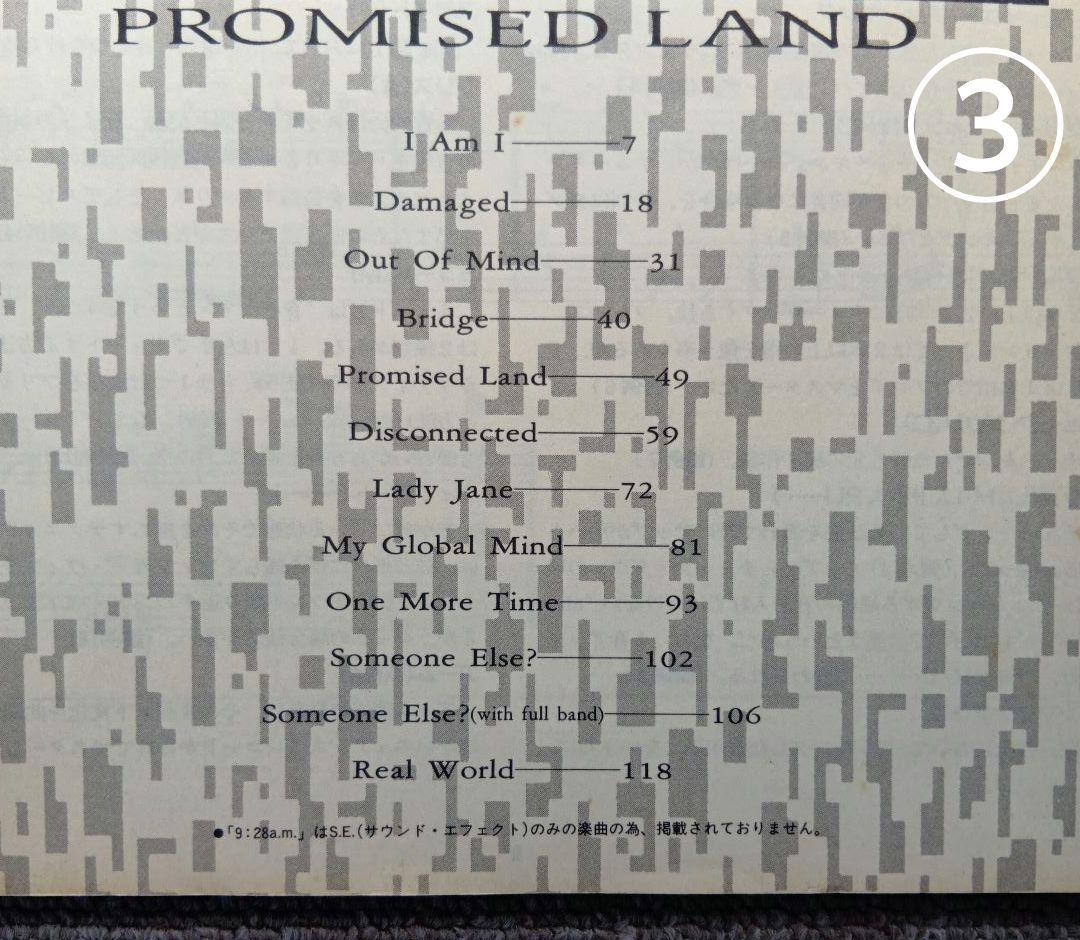 PROMISED LAND
③
I Am I 7
Damaged 18
Out Of Mind 31
Bridge 40
Promised Land 49
Disconnected 59
Lady Jane 72
My Global Mind 81
One More Time 93
Someone Else? 102
Someone Else?(with full band) 106
Real World 118
●「9:28a.m.」はS.E.(サウンド・エフェクト)のみの楽曲の為、掲載されておりません。